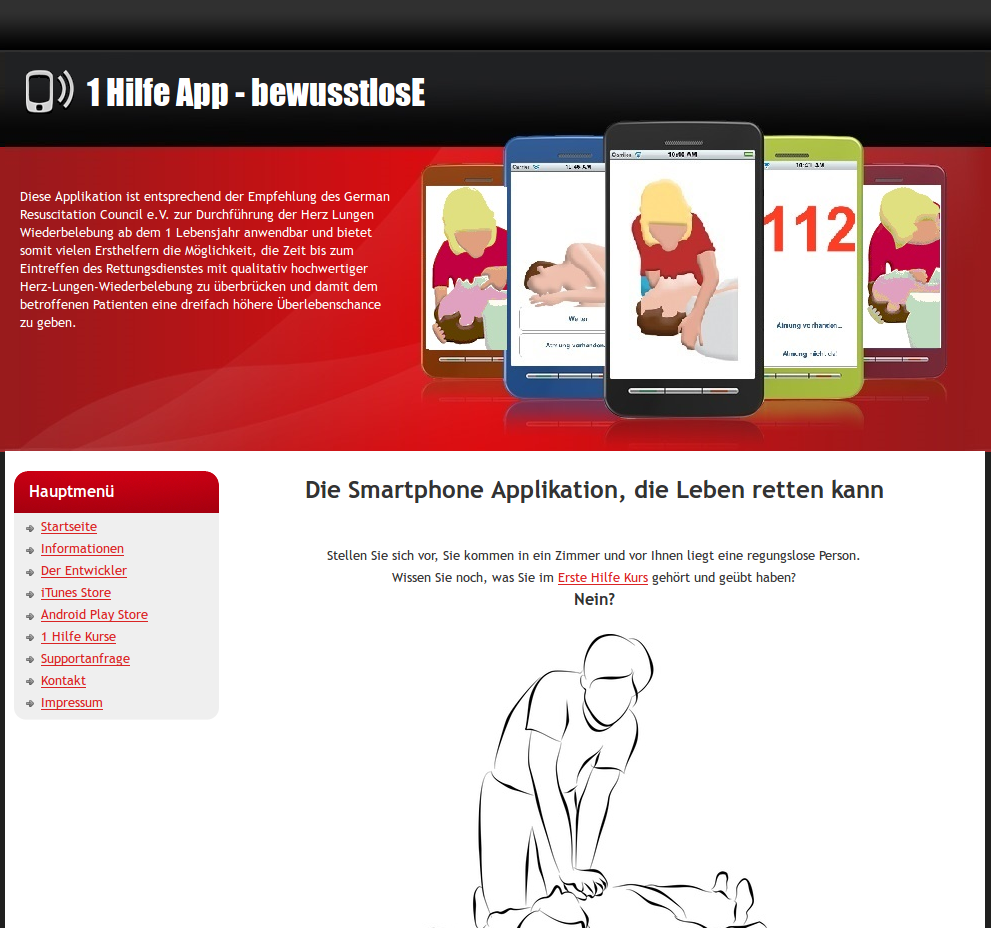 1 Hilfe App - bewusstlosE
Diese Applikation ist entsprechend der Empfehlung des German
Resuscitation Council e.V. zur Durchführung der Herz Lungen
Wiederbelebung ab dem 1 Lebensjahr anwendbar und bietet
somit vielen Ersthelfern die Möglichkeit, die Zeit bis zum
Eintreffen des Rettungsdienstes mit qualitativ hochwertiger
Herz-Lungen-Wiederbelebung zu überbrücken und damit dem
betroffenen Patienten eine dreifach höhere Überlebenschance
zu geben.
Carrier
Weiter
Atmung vorhanden..
Carrier
112
Atmung vorhanden...
Atmung nicht da!
Hauptmenü
Startseite
Informationen
Der Entwickler
iTunes Store
Android Play Store
1 Hilfe Kurse
Supportanfrage
Kontakt
Impressum
Die Smartphone Applikation, die Leben retten kann
Stellen Sie sich vor, Sie kommen in ein Zimmer und vor Ihnen liegt eine regungslose Person.
Wissen Sie noch, was Sie im Erste Hilfe Kurs gehört und geübt haben?
Nein?